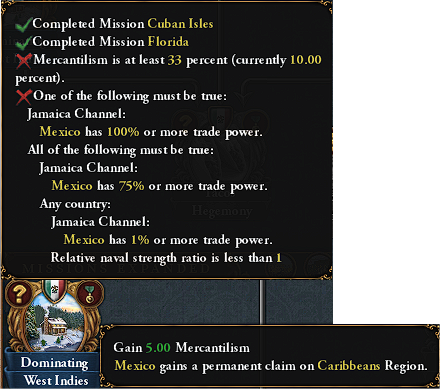 Completed Mission Cuban Isles
Completed Mission Florida
Mercantilism is at least 33 percent (currently 10.00
percent).
One of the following must be true:
Jamaica Channel:
Mexico has 100% or more trade power.
All of the following must be true:
Jamaica Channel:
Mexico has 75% or more trade power.
Any country:
Jamaica Channel:
Mexico has 1% or more trade power.
Relative naval strength ratio is less than 1
Hegemony
MISSIONS EXPANDED
?
Dominating
West Indies
Gain 5.00 Mercantilism
Mexico gains a permanent claim on Caribbeans Region.